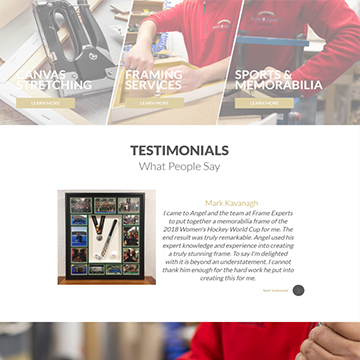 CANVAS
STRETCHING
LEARN MORE
FRAMING
SERVICES
LEARN MORE
SPORTS &
MEMORABILIA
LEARN MORE
TESTIMONIALS
What People Say
Mark Kavanagh
I came to Angel and the team at Frame Experts
to put together a memorabilia frame of the
2018 Women's Hockey World Cup for me. The
end result was truly remarkable. Angel used his
expert knowledge and experience into creating
a truly stunning frame. To say I'm delighted
with it is beyond an understatement. I cannot
thank him enough for the hard work he put into
creating this for me.